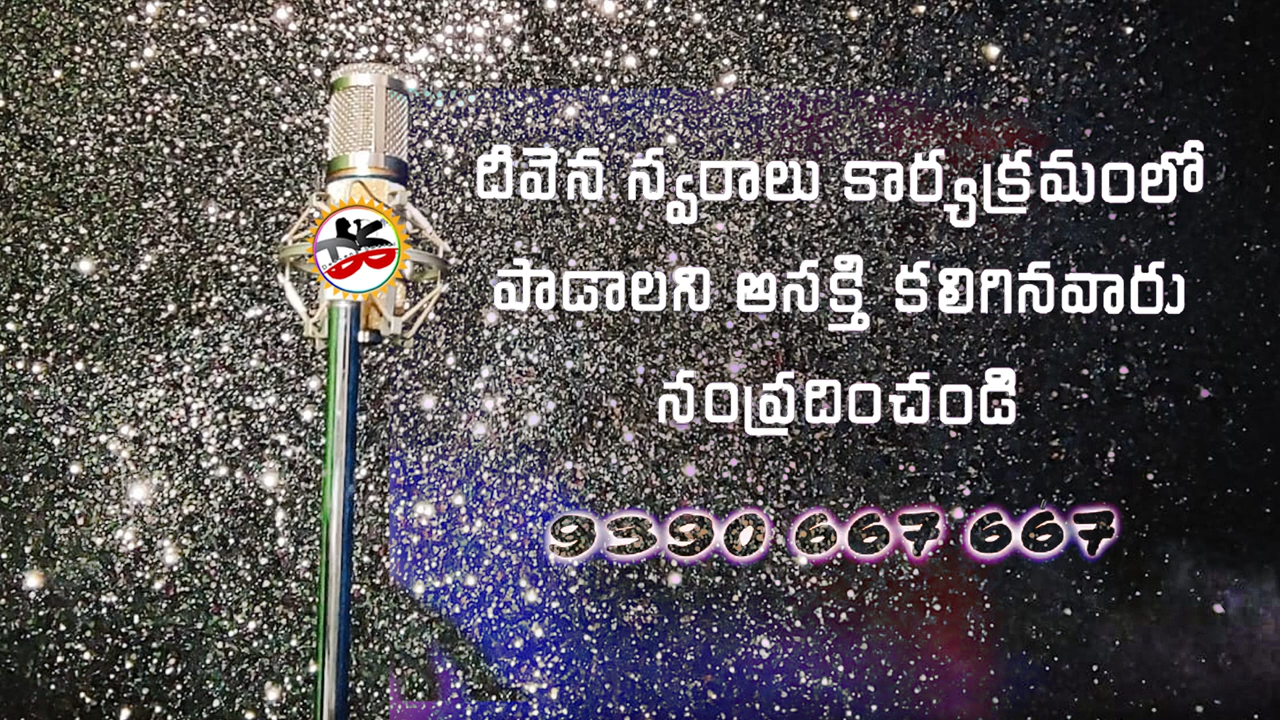 దీవెన స్వరాలు కార్యక్రమంలో
పాడాలని ఆసక్తి కలిగినవారు
సంప్రదించండి
9390 667 667